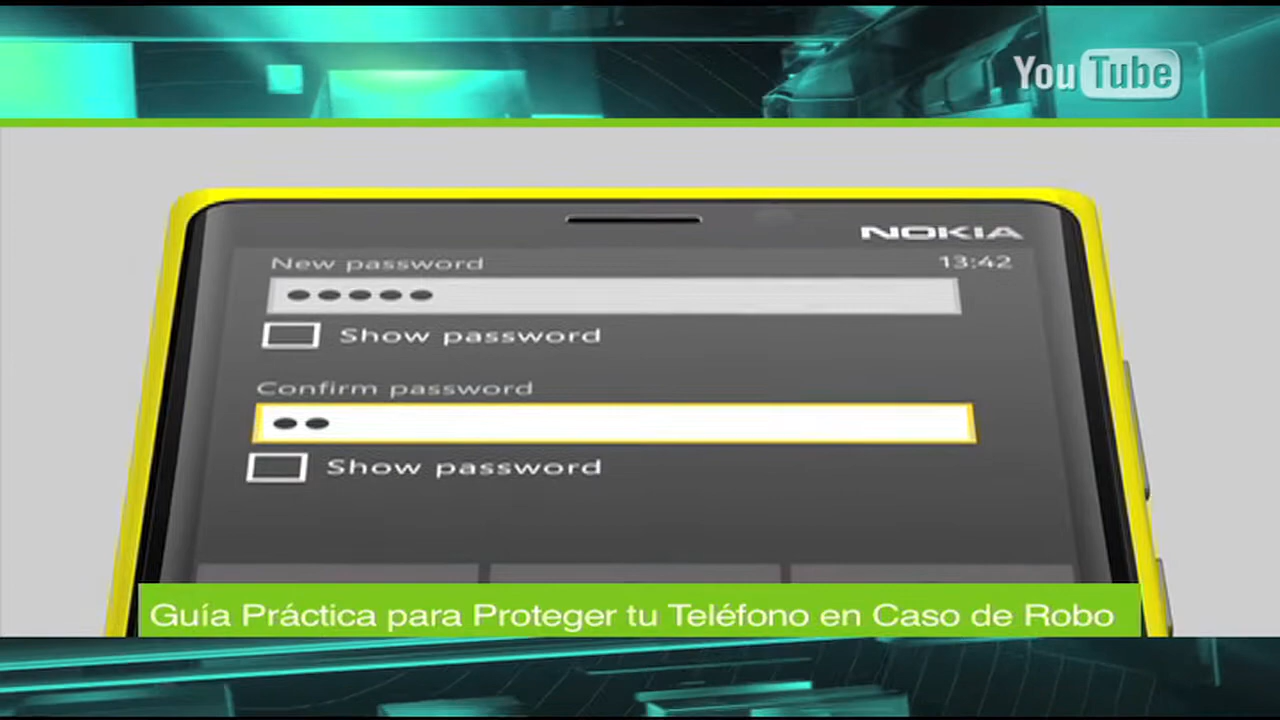 YouTube
NOKIA
New password
13:42
Show password
Confirm password
Show password
Guía Práctica para Proteger tu Teléfono en Caso de Robo